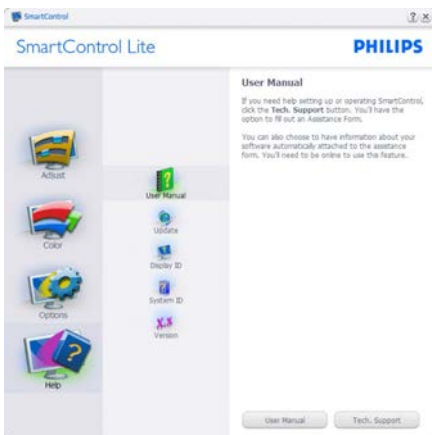 SmartControl
SmartControl Lite
PHILIPS
Adjust
Color
Options
Help
User Manual
Update
Display ID
System ID
Version
User Manual
If you need help setting up or operating SmartControl,
click the Tech. Support button. You'll have the
option to fill out an Assistance Form.
You can also choose to have information about your
software automatically attached to the assistance
form. You'll need to be online to use this feature.
User Manual
Tech. Support